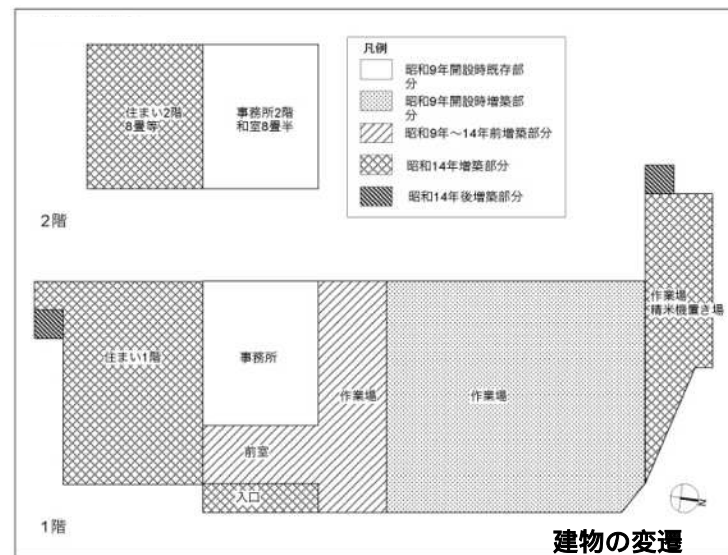 凡例
昭和9年開設時既存部
分
昭和9年開設時増築部
分
昭和9年～14年前増築部分
昭和14年増築部分
昭和14年後増築部分
住まい2階
8畳等
事務所2階
和室8畳半
2階
作業場
精米機置き場
住まい1階
事務所
作業場
作業場
前室
入口
N
1階
建物の変遷